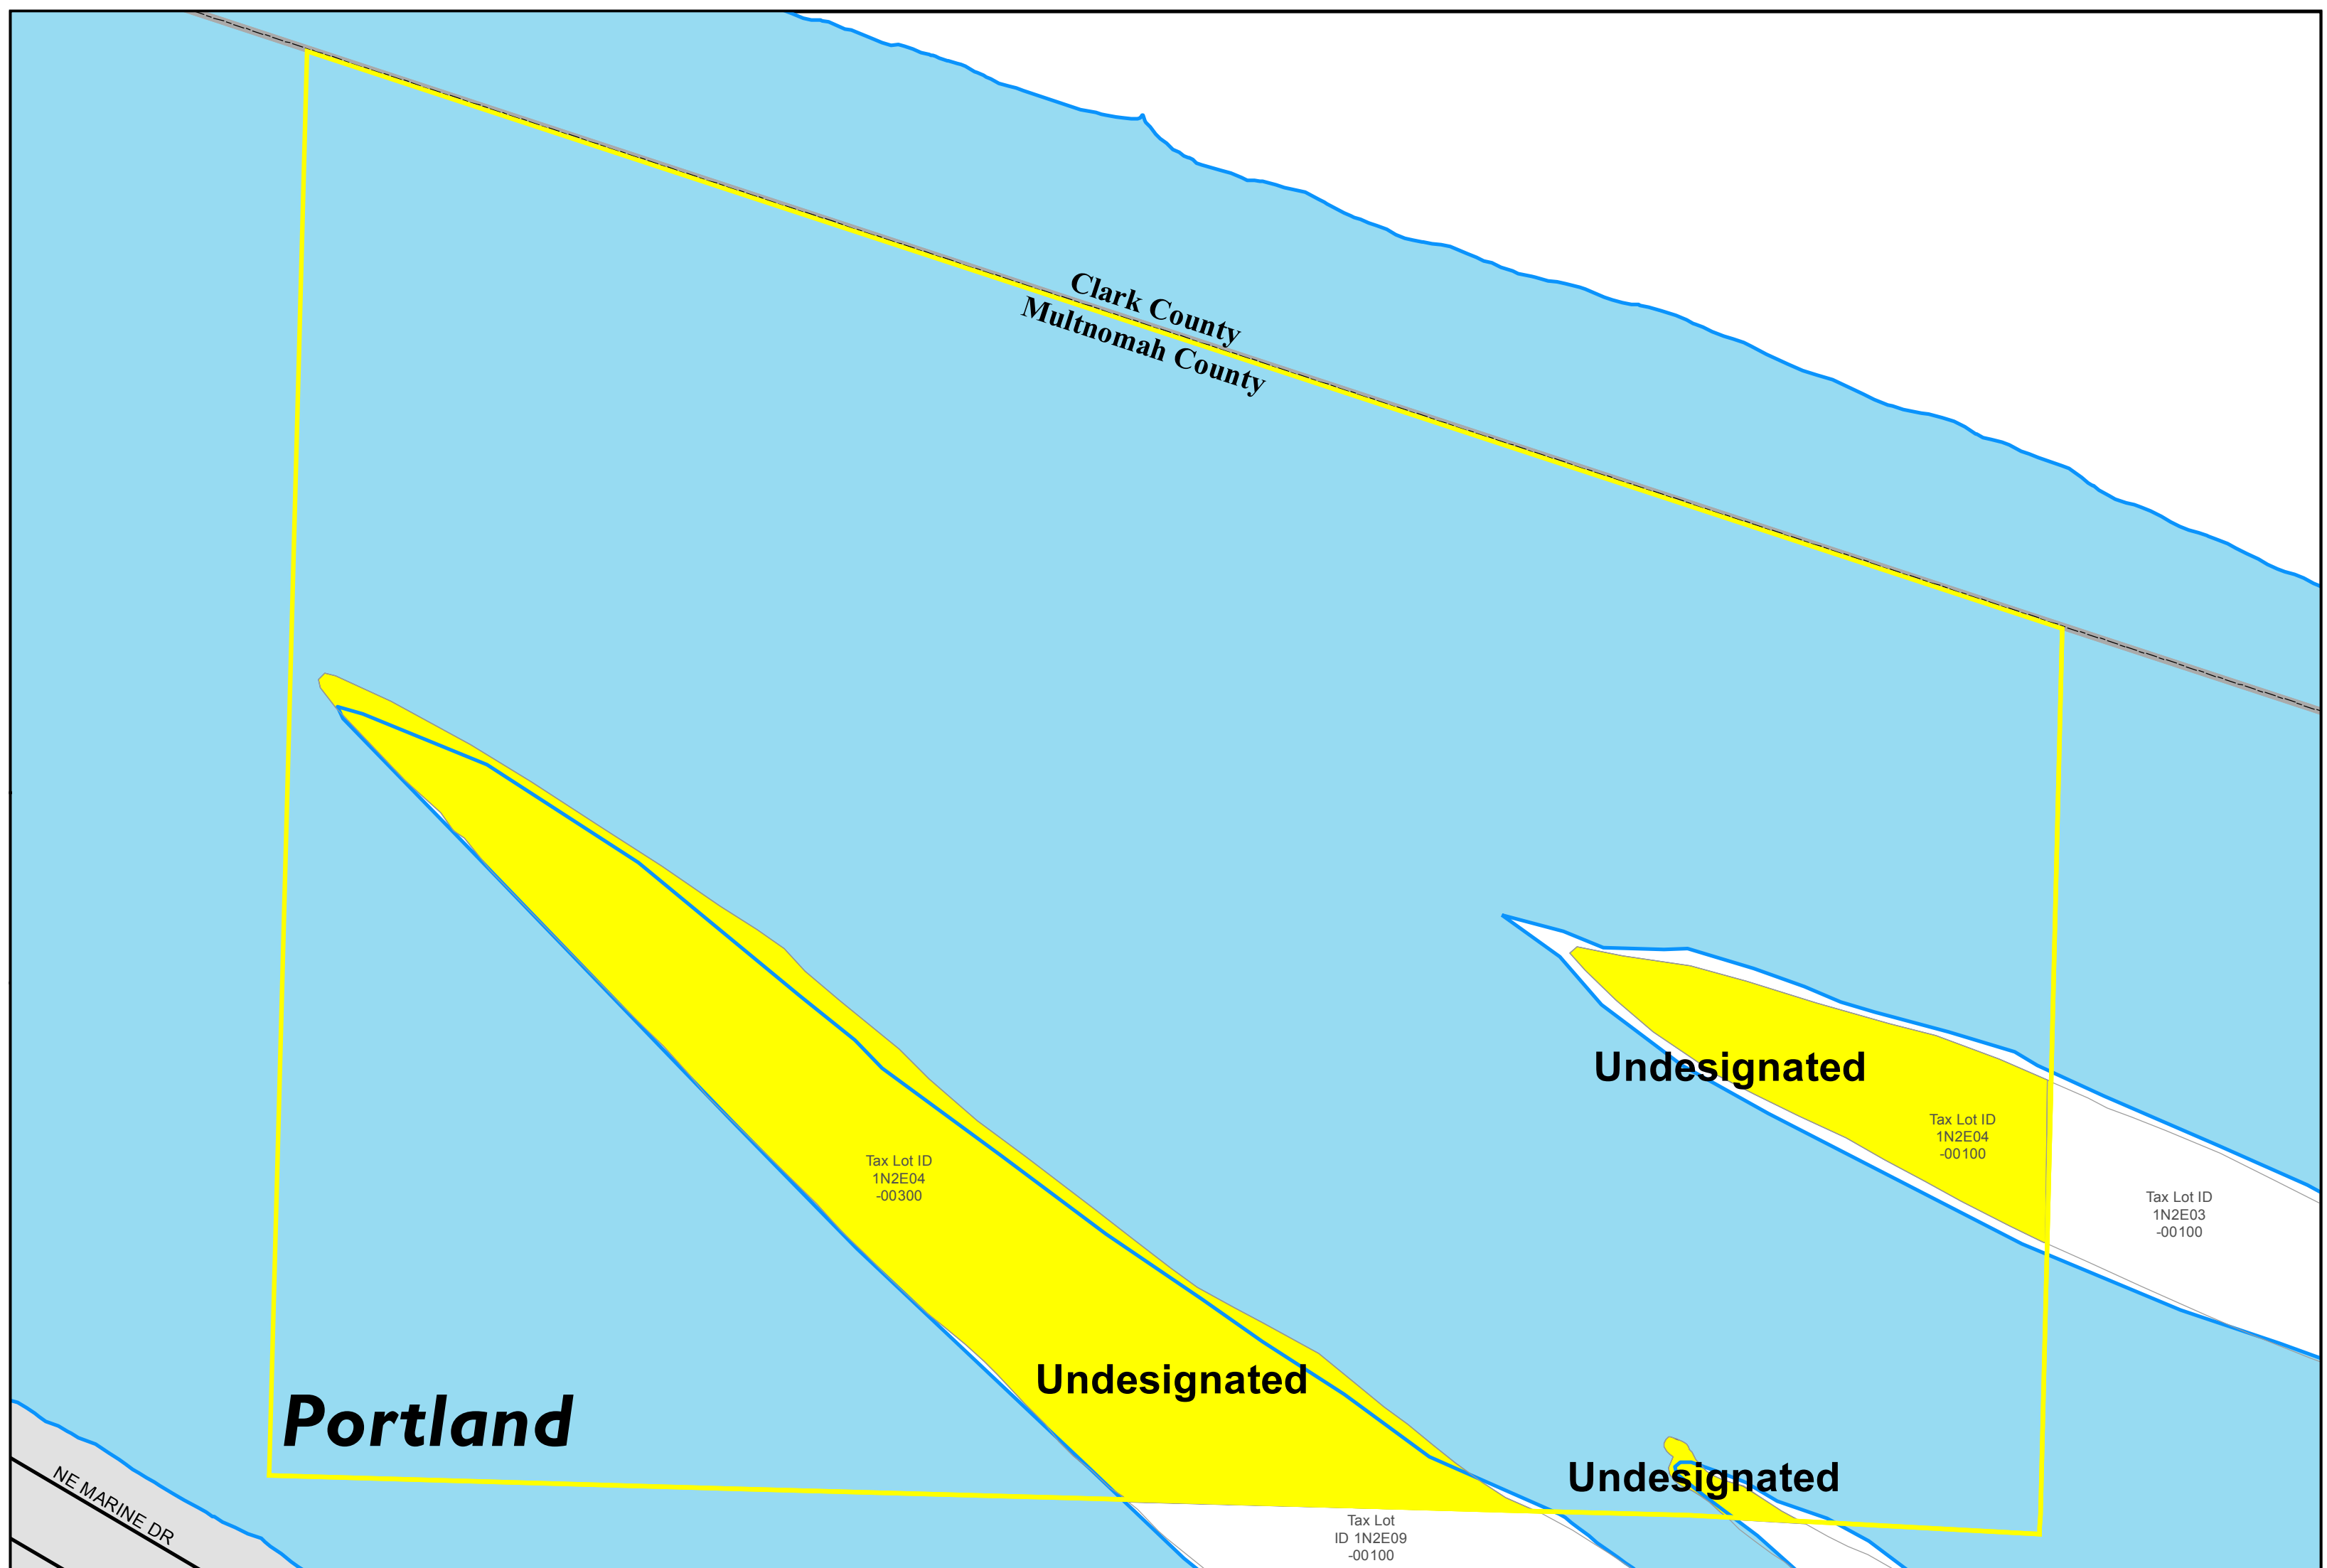 Clark County
Multnomah County
Undesignated
Tax Lot ID
1N2E04
-00100
Tax Lot ID
1N2E04
-00300
Tax Lot ID
1N2E03
-00100
Undesignated
Portland
Undesignated
NE MARINE DR
Tax Lot
ID 1N2E09
-00100